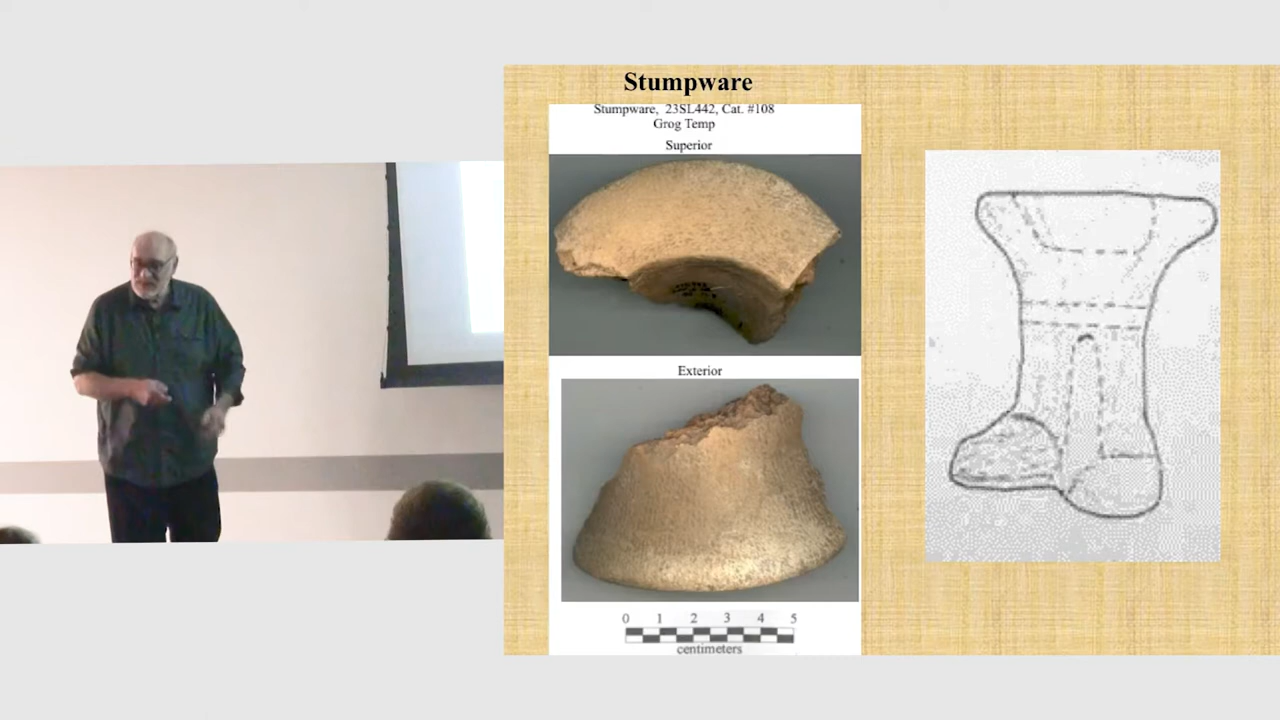 Stumpware
Stumpware, 23SL442, Cat. #108
Grog Temp
Superior
Exterior
0 1 2 3 4 5
centimeters